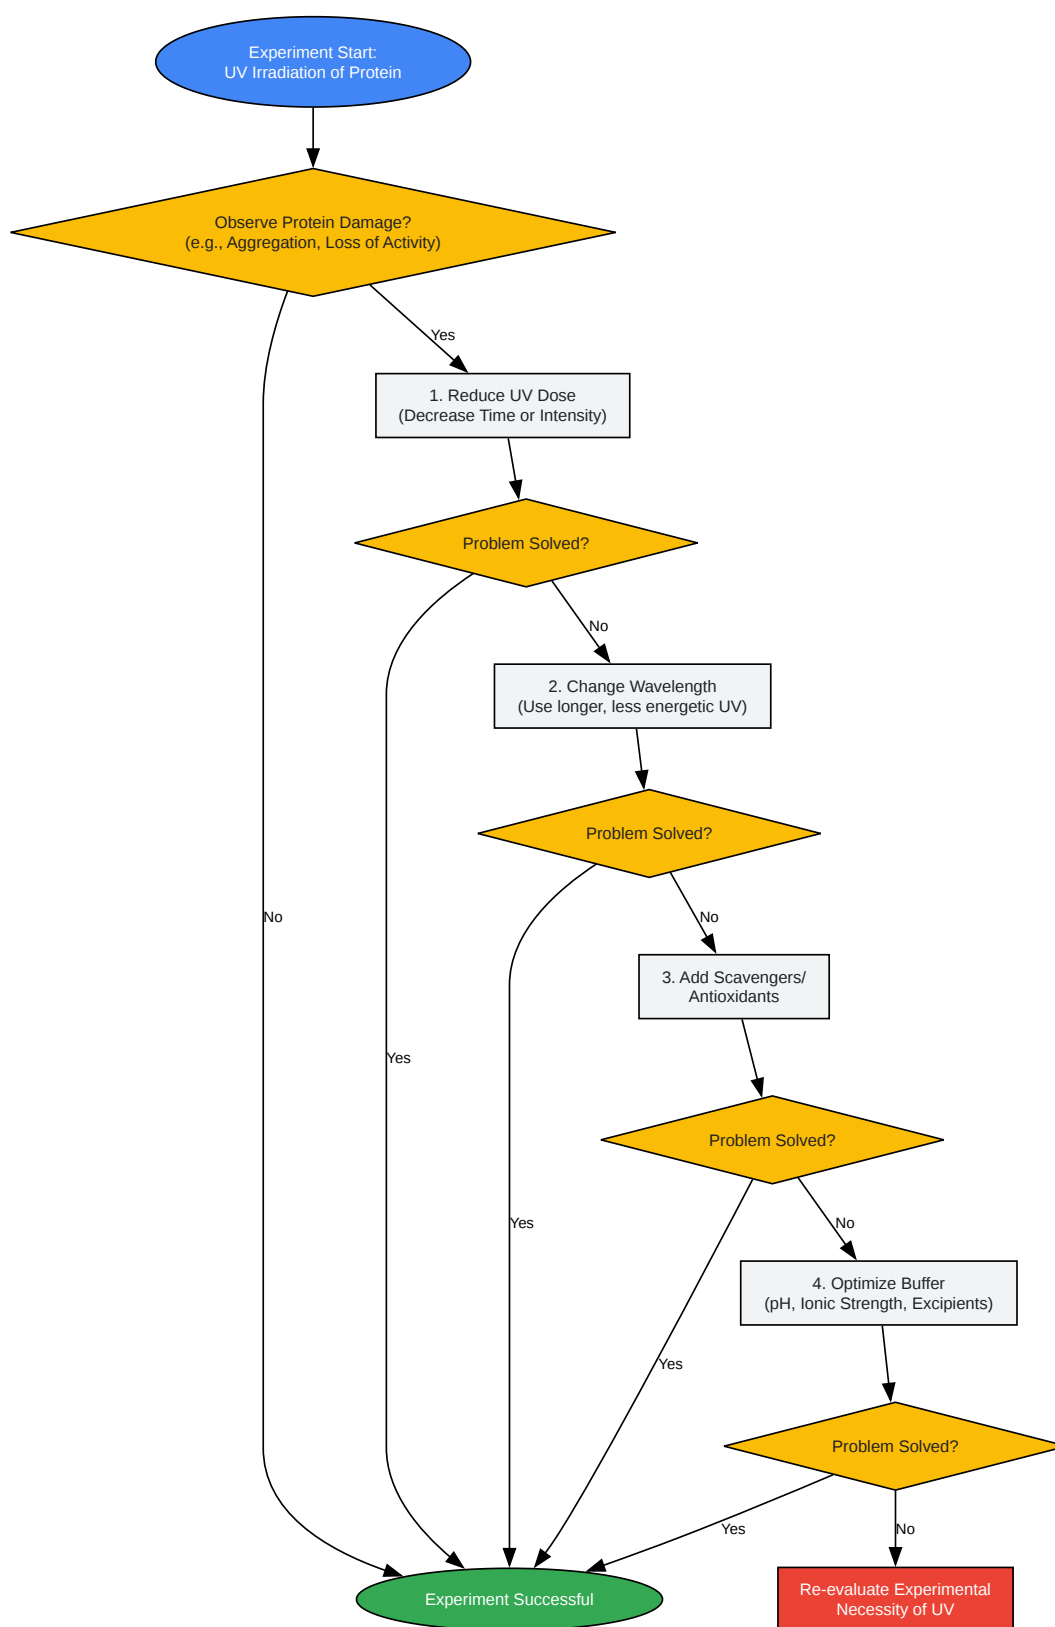 Experiment Start:
UV Irradiation of Protein
Observe Protein Damage?
(e.g., Aggregation, Loss of Activity)
Yes
1. Reduce UV Dose
(Decrease Time or Intensity)
Problem Solved?
No
2. Change Wavelength
(Use longer, less energetic UV)
Problem Solved?
No
No
3. Add Scavengers/
Antioxidants
Yes
Problem Solved?
Yes
No
4. Optimize Buffer
(pH, Ionic Strength, Excipients)
Yes
Problem Solved?
Yes
No
Experiment Successful
Re-evaluate Experimental
Necessity of UV